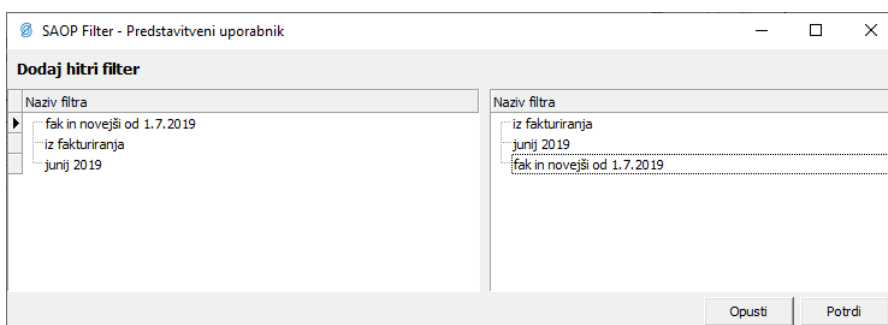 SAOP Filter - Predstavitveni uporabnik
Dodaj hitri filter
Naziv filtra
fak in novejši od 1.7.2019
iz fakturiranja
junij 2019
Naziv filtra
iz fakturiranja
junij 2019
fak in novejši od 1.7.2019
Opusti
Potrdi